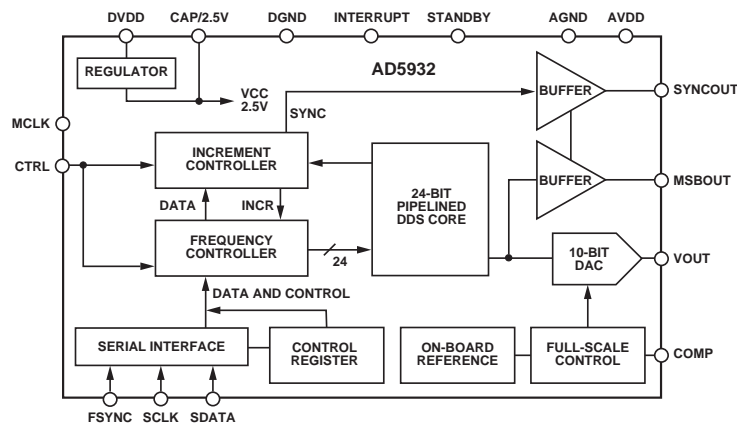 DVDD CAP/2.5V DGND INTERRUPT STANDBY AGND AVDD
REGULATOR
AD5932
VCC
2.5V
BUFFER
SYNCOUT
SYNC
MCLK
CTRL
INCREMENT
CONTROLLER
24-BIT
PIPELINED
DDS CORE
BUFFER
MSBOUT
DATA INCR
FREQUENCY
CONTROLLER
24
10-BIT
DAC
VOUT
DATA AND CONTROL
SERIAL INTERFACE
CONTROL
REGISTER
ON-BOARD
REFERENCE
FULL-SCALE
CONTROL
COMP
FSYNC SCLK SDATA